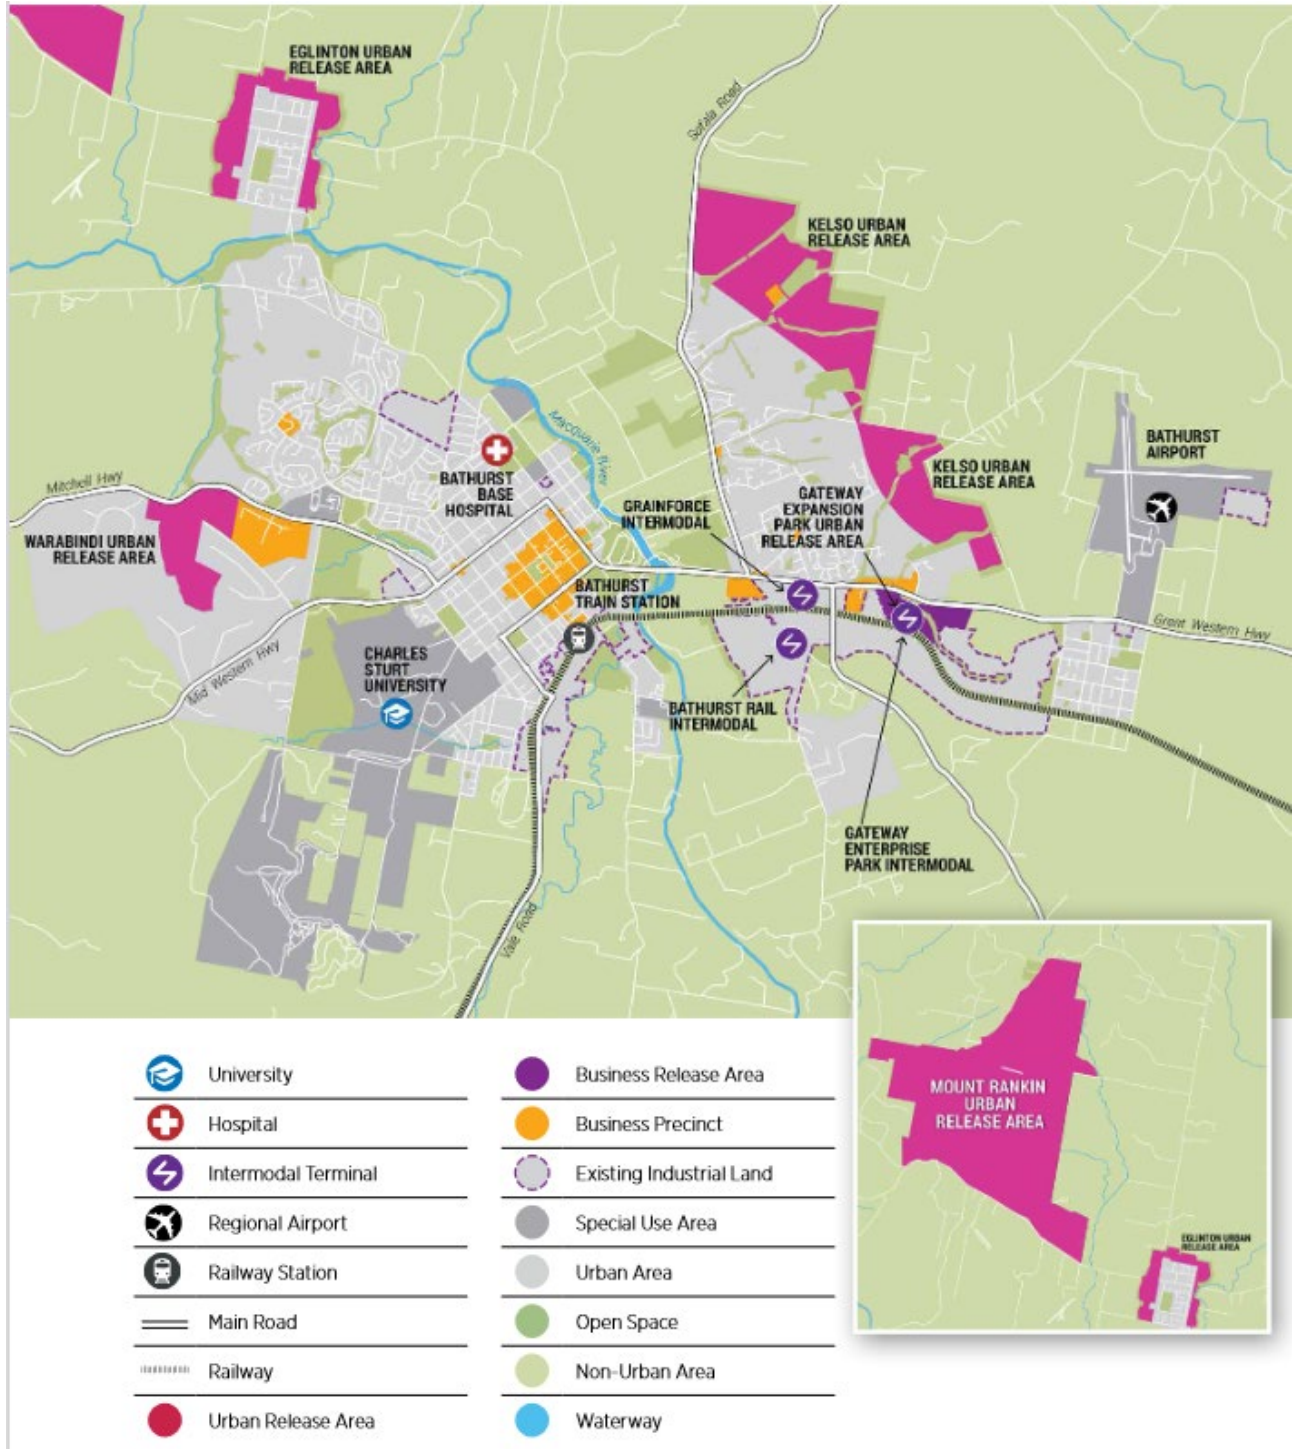 EGLINTON URBAN
RELEASE AREA
Sofala Road
KELSO URBAN
RELEASE AREA
Macquarie River
BATHURST
AIRPORT
Mitchell Hwy
BATHURST
BASE
HOSPITAL
GRAINFORCE
INTERMODAL
GATEWAY
EXPANSION
PARK URBAN
RELEASE AREA
KELSO URBAN
RELEASE AREA
WARABINDI URBAN
RELEASE AREA
BATHURST
TRAIN STATION
Great Western Hwy
Mid Western Hwy
CHARLES
STURT
UNIVERSITY
BATHURST RAIL
INTERMODAL
GATEWAY
ENTERPRISE
PARK INTERMODAL
Vale Road
MOUNT RANKIN
URBAN
RELEASE AREA
EGLINTON URBAN
RELEASE AREA
University
Hospital
Intermodal Terminal
Regional Airport
Railway Station
Main Road
Railway
Urban Release Area
Business Release Area
Business Precinct
Existing Industrial Land
Special Use Area
Urban Area
Open Space
Non-Urban Area
Waterway